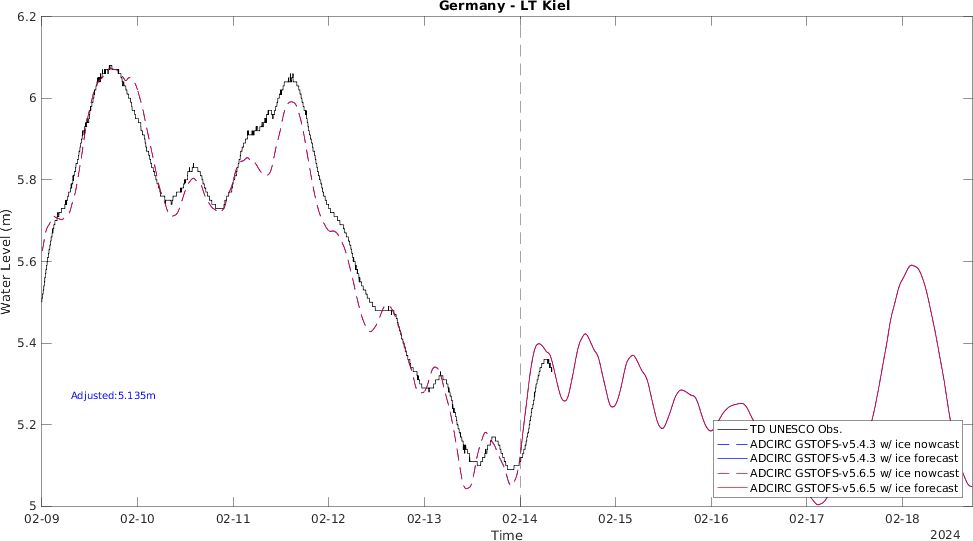 Germany - LT Kiel
6.2
6
5.8
5.6
5.4
5.2
5
Water Level (m)
Adjusted:5.135m
TD UNESCO Obs.
ADCIRC GSTOFS-v5.4.3 w/ ice nowcast
ADCIRC GSTOFS-v5.4.3 w/ ice forecast
ADCIRC GSTOFS-v5.6.5 w/ ice nowcast
ADCIRC GSTOFS-v5.6.5 w/ ice forecast
02-09 02-10 02-11 02-12 02-13 02-14 02-15 02-16 02-17 02-18
Time
2024